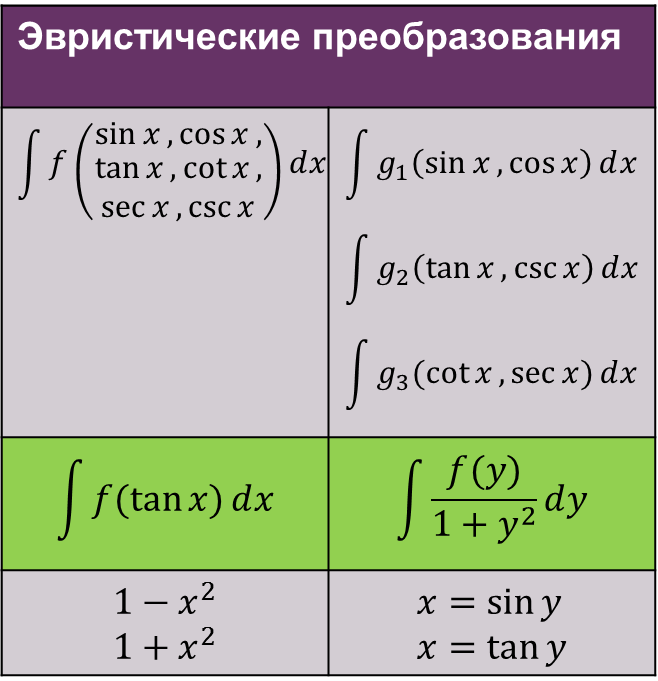 Эвристические преобразования
∫ f(sin x , cos x , tan x , cot x , sec x , csc x) dx
∫ g₁(sin x , cos x) dx
∫ g₂(tan x , csc x) dx
∫ g₃(cot x , sec x) dx
∫ f(tan x) dx
∫ f(y)/(1 + y²) dy
1 − x²
1 + x²
x = sin y
x = tan y